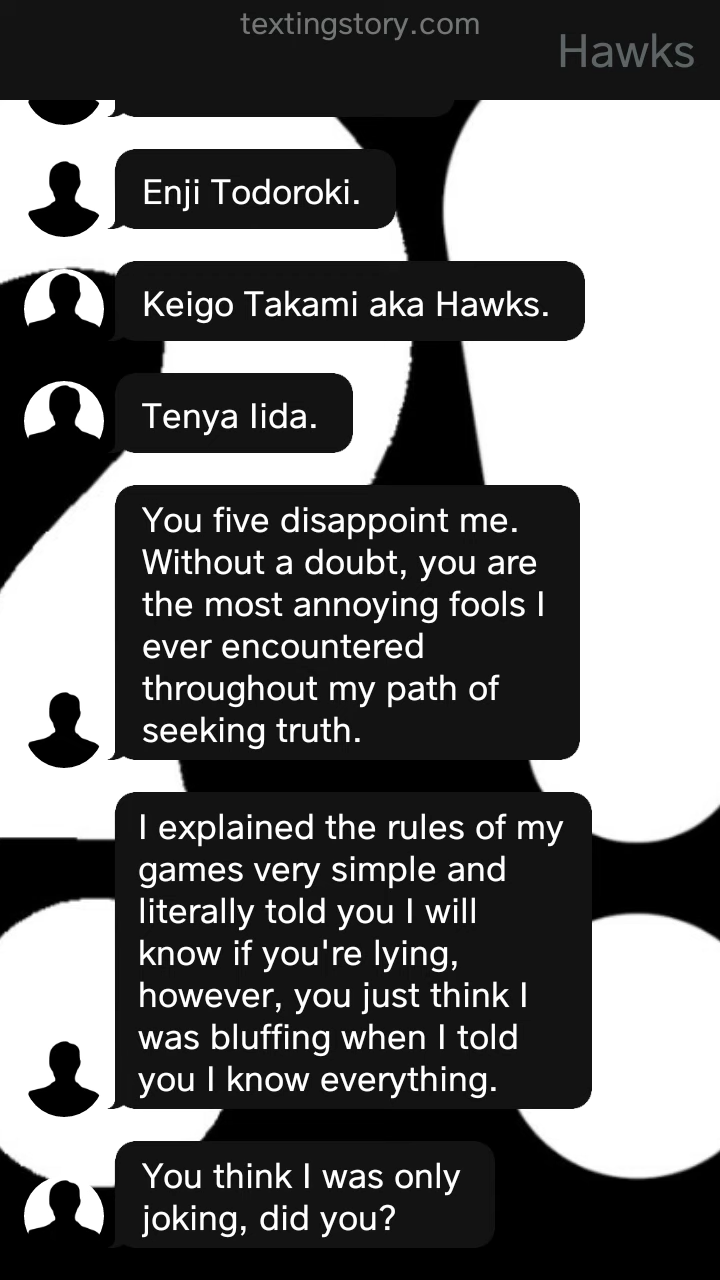 textingstory.com
Hawks
Enji Todoroki.
Keigo Takami aka Hawks.
Tenya Iida.
You five disappoint me.
Without a doubt, you are
the most annoying fools I
ever encountered
throughout my path of
seeking truth.
I explained the rules of my
games very simple and
literally told you I will
know if you're lying,
however, you just think I
was bluffing when I told
you I know everything.
You think I was only
joking, did you?